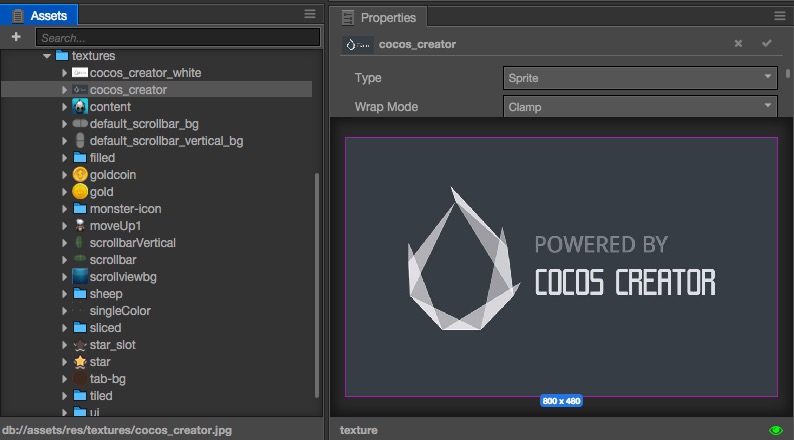 Assets
Search...
textures
cocos_creator_white
cocos_creator
content
default_scrollbar_bg
default_scrollbar_vertical_bg
filled
goldcoin
gold
monster-icon
moveUp1
scrollbarVertical
scrollbar
scrollviewbg
sheep
singleColor
sliced
star_slot
star
tab-bg
tiled
ui
db://assets/res/textures/cocos_creator.jpg
Properties
cocos_creator
Type
Sprite
Wrap Mode
Clamp
POWERED BY
COCOS CREATOR
800 x 480
texture